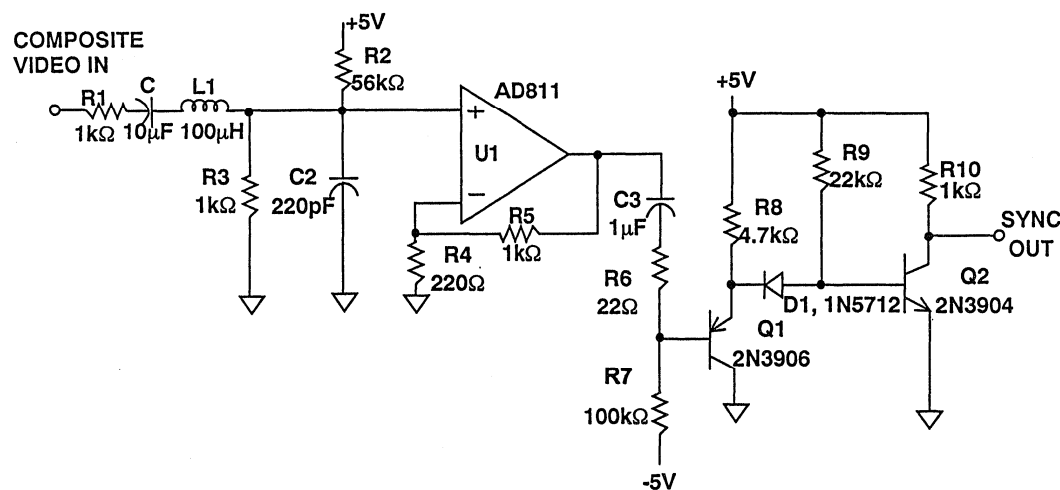 COMPOSITE
VIDEO IN
R1
1kΩ
C
10μF
L1
100μH
+5V
R2
56kΩ
R3
1kΩ
C2
220pF
AD811
+
U1
−
R5
1kΩ
R4
220Ω
C3
1μF
R6
22Ω
R7
100kΩ
-5V
+5V
R8
4.7kΩ
R9
22kΩ
R10
1kΩ
SYNC
OUT
D1, 1N5712
Q1
2N3906
Q2
2N3904